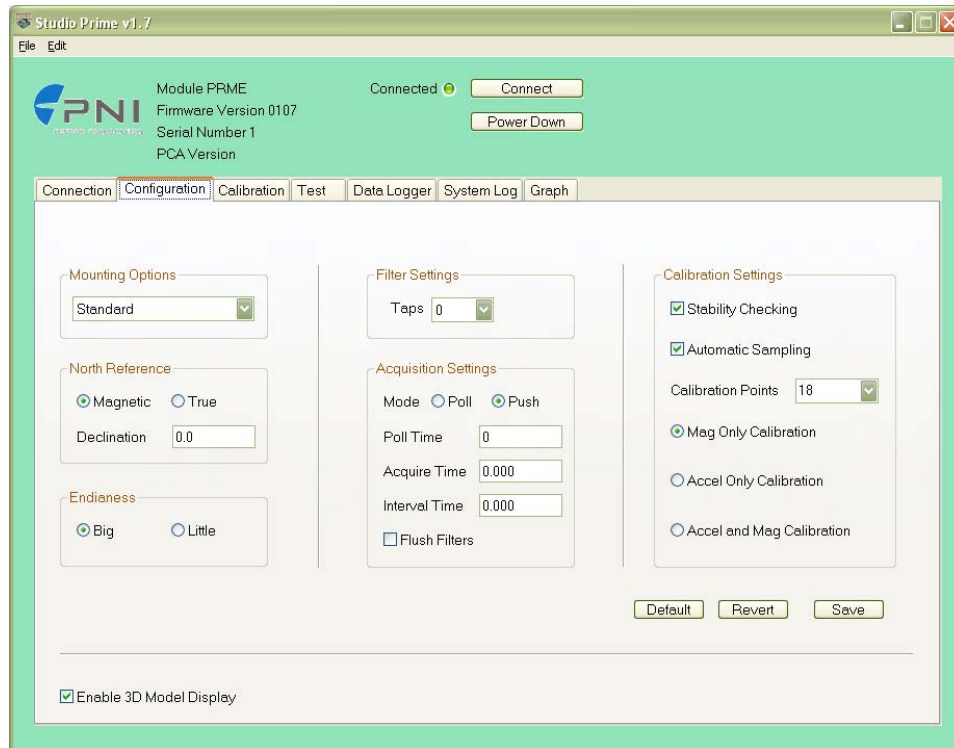 Studio Prime v1.7
File Edit
PNI
Module PRME
Firmware Version 0107
Serial Number 1
PCA Version
Connected
Connect
Power Down
Connection Configuration Calibration Test Data Logger System Log Graph
Mounting Options
Standard
North Reference
Magnetic True
Declination 0.0
Endianess
Big Little
Filter Settings
Taps 0
Acquisition Settings
Mode Poll Push
Poll Time 0
Acquire Time 0.000
Interval Time 0.000
Flush Filters
Calibration Settings
Stability Checking
Automatic Sampling
Calibration Points 18
Mag Only Calibration
Accel Only Calibration
Accel and Mag Calibration
Default Revert Save
Enable 3D Model Display